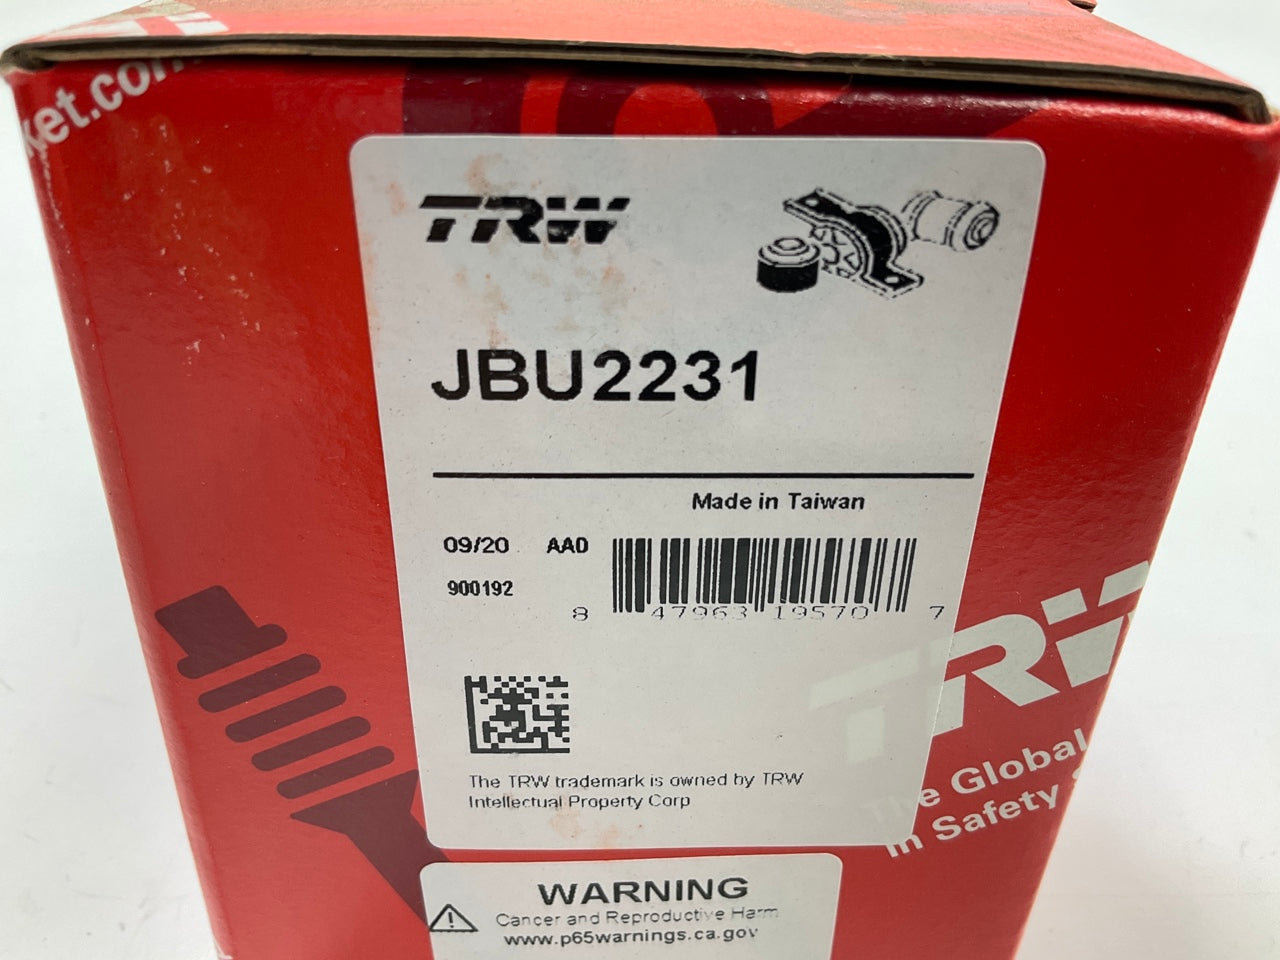 ket.com
TRW
JBU2231
Made in Taiwan
09/20 AA0
900192
8 47963 19570 7
The TRW trademark is owned by TRW
Intellectual Property Corp
TRW
The Global
in Safety
WARNING
Cancer and Reproductive Harm
www.p65warnings.ca.gov